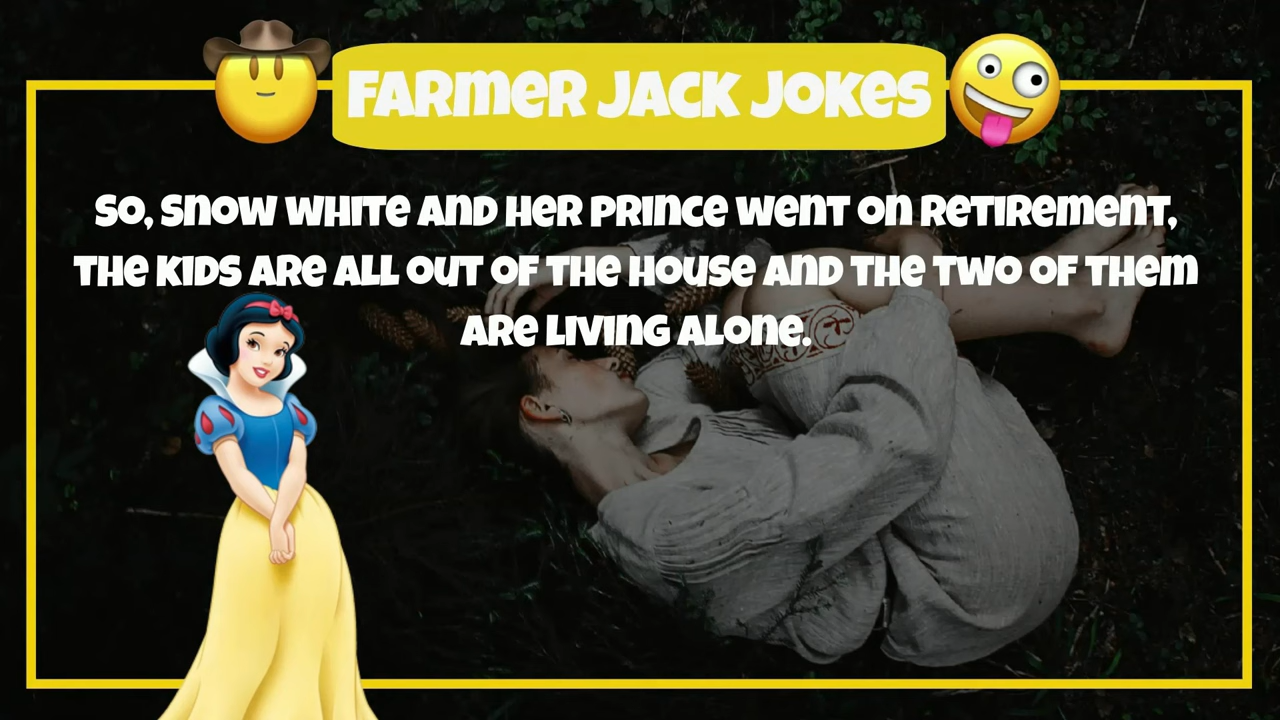 FARMER JACK JOKES
SO, SNOW WHITE AND HER PRINCE WENT ON RETIREMENT,
THE KIDS ARE ALL OUT OF THE HOUSE AND THE TWO OF THEM
ARE LIVING ALONE.